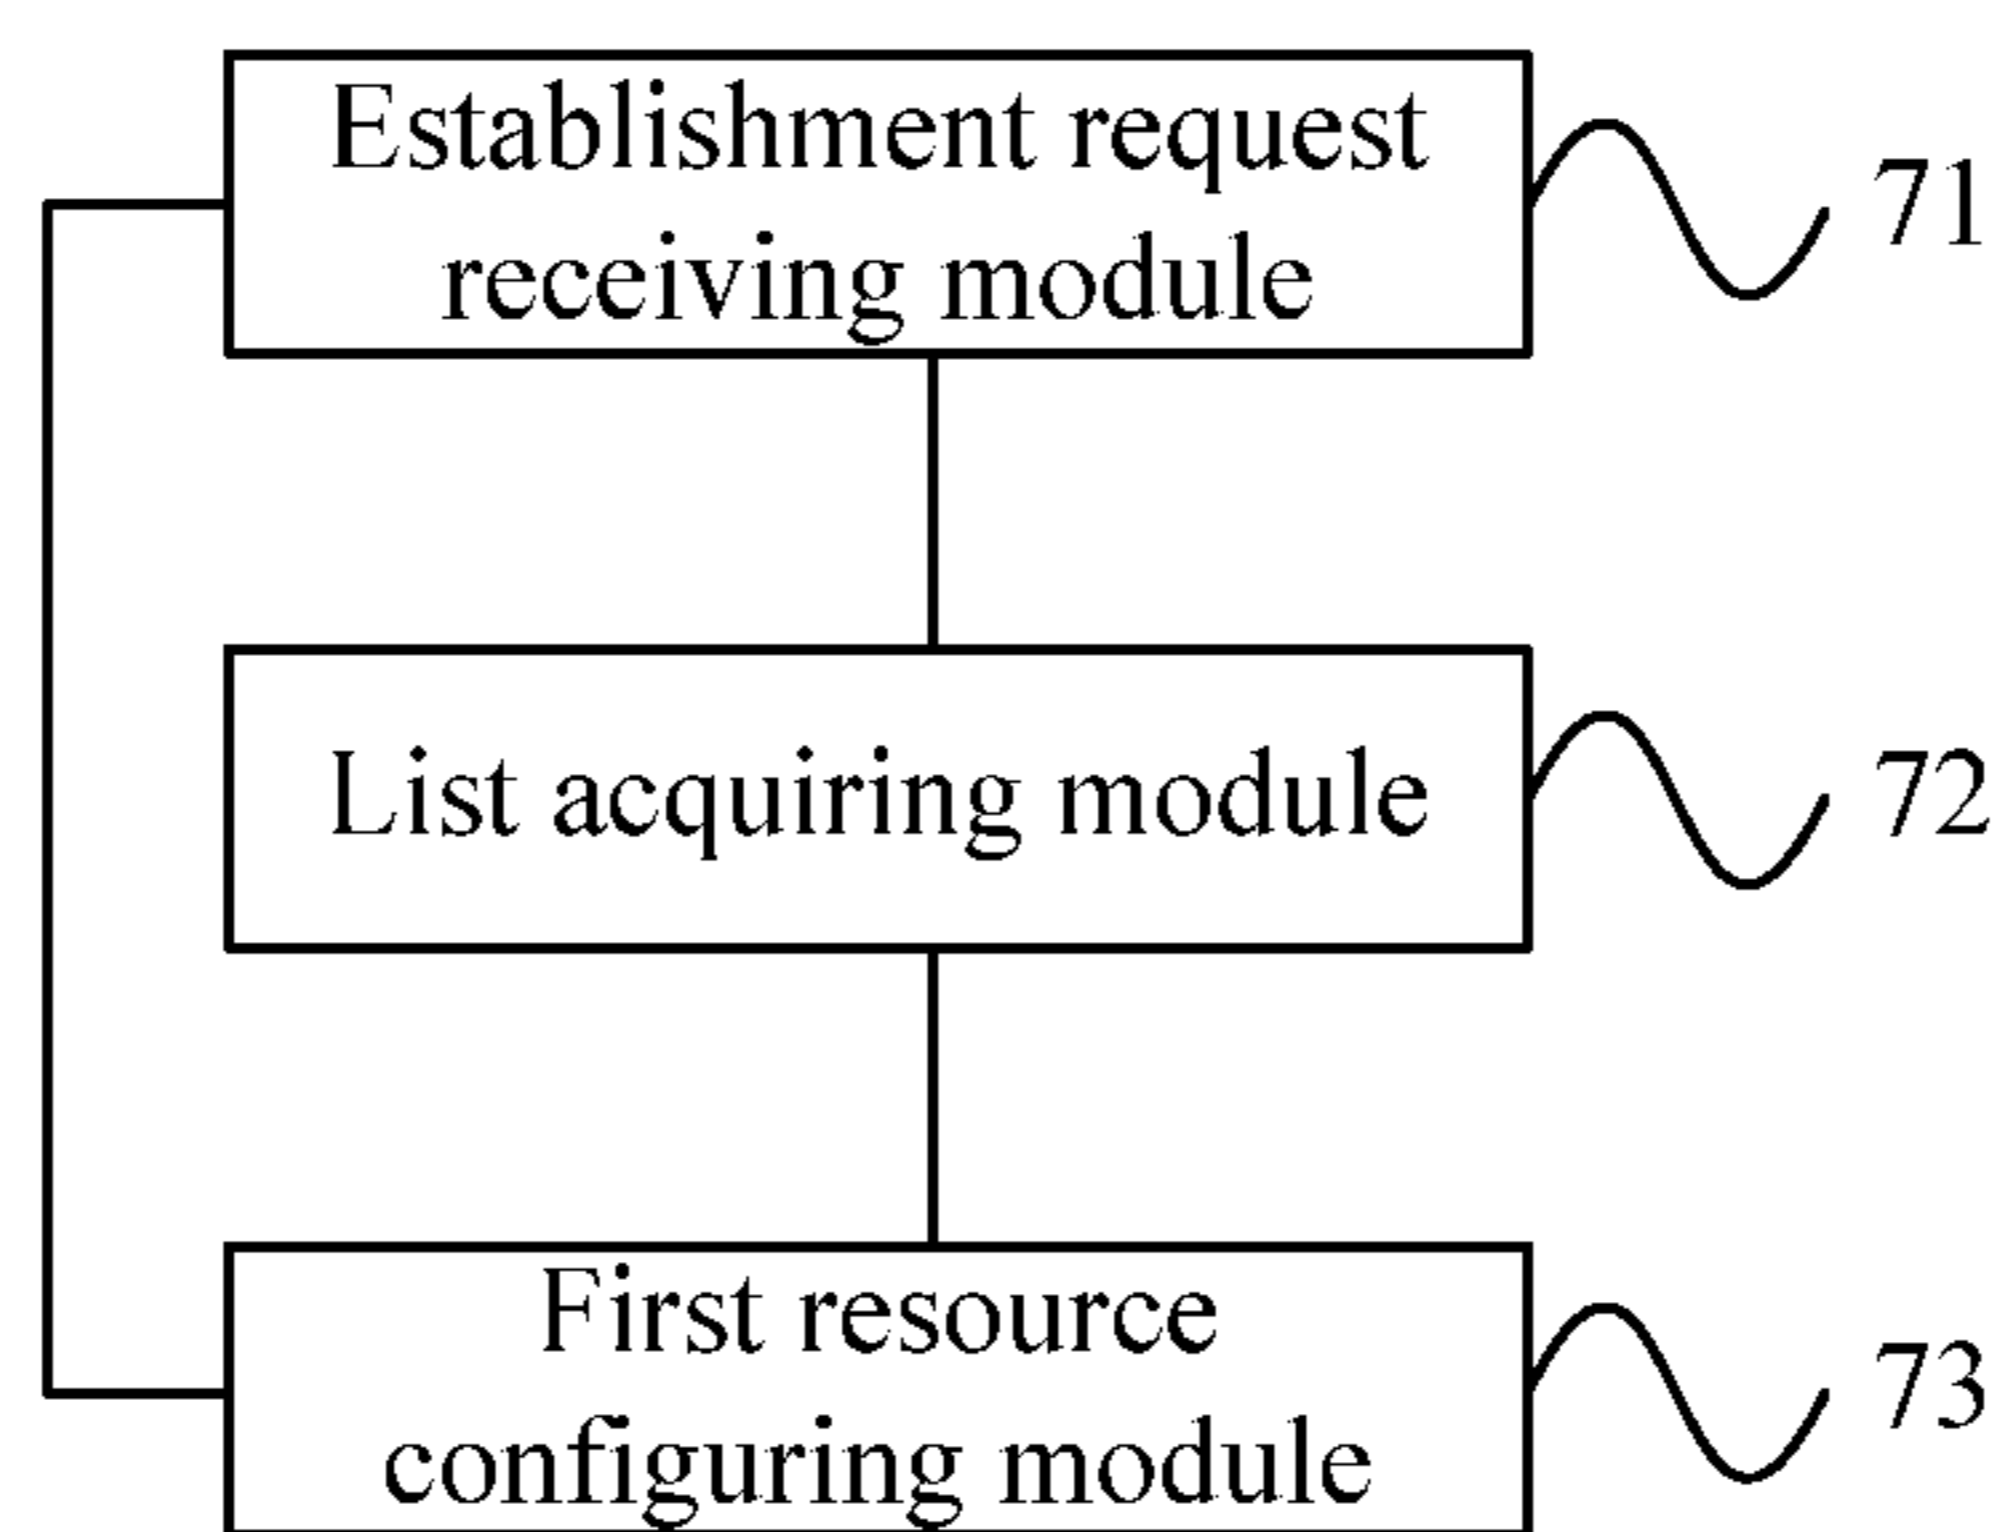 Establishment request
receiving module
71
List acquiring module
72
First resource
configuring module
73